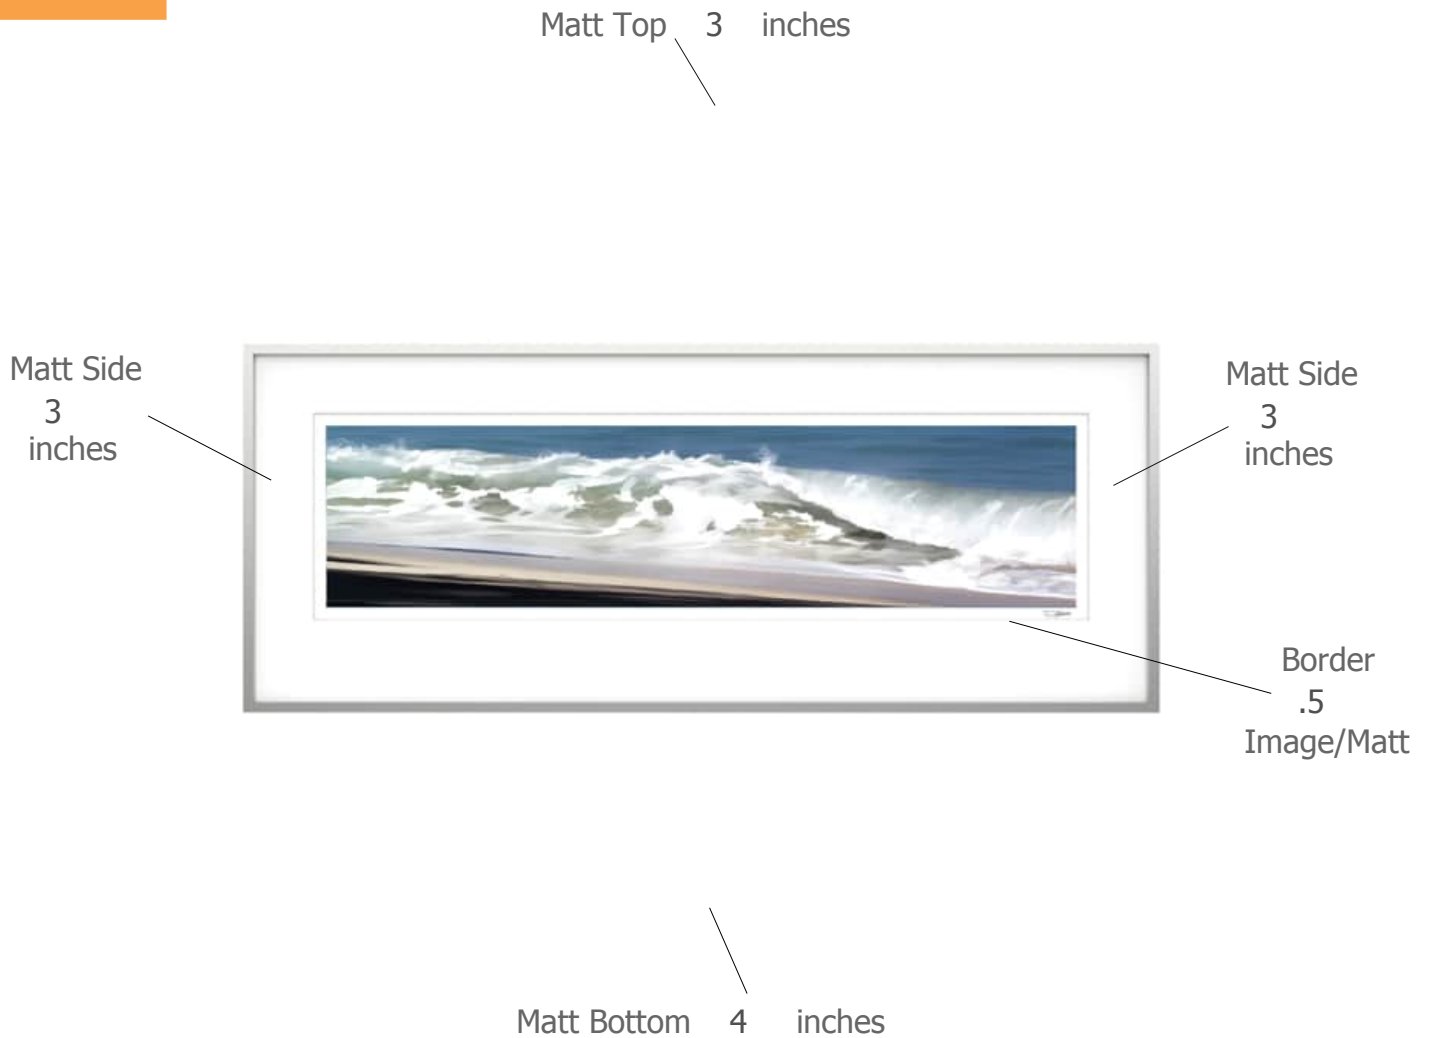 Matt Top 3 inches
Matt Side
3
inches
Matt Side
3
inches
Border
.5
Image/Matt
Matt Bottom 4 inches